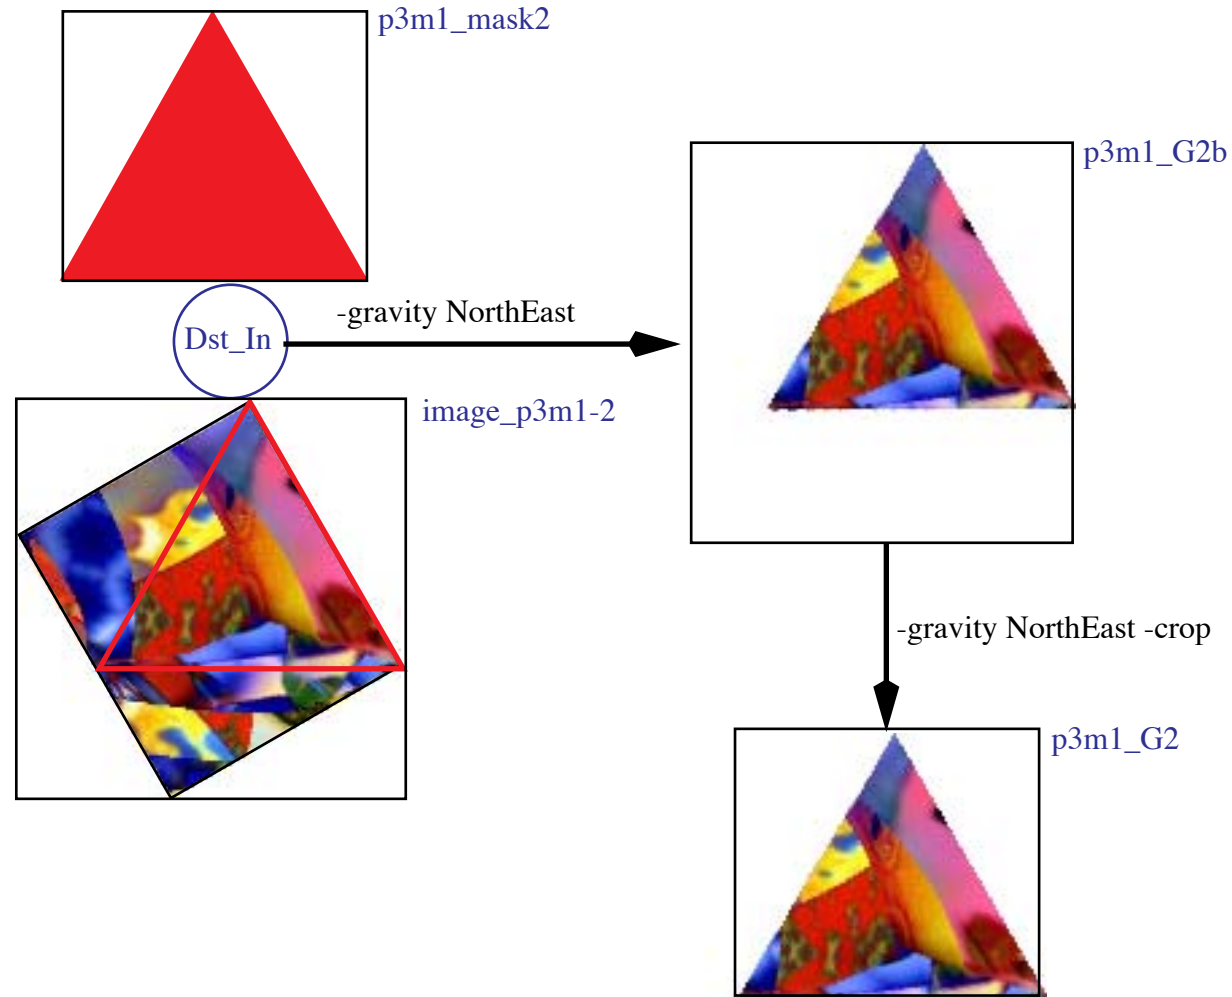 p3m1_mask2
p3m1_G2b
-gravity NorthEast
Dst_In
image_p3m1-2
-gravity NorthEast -crop
p3m1_G2